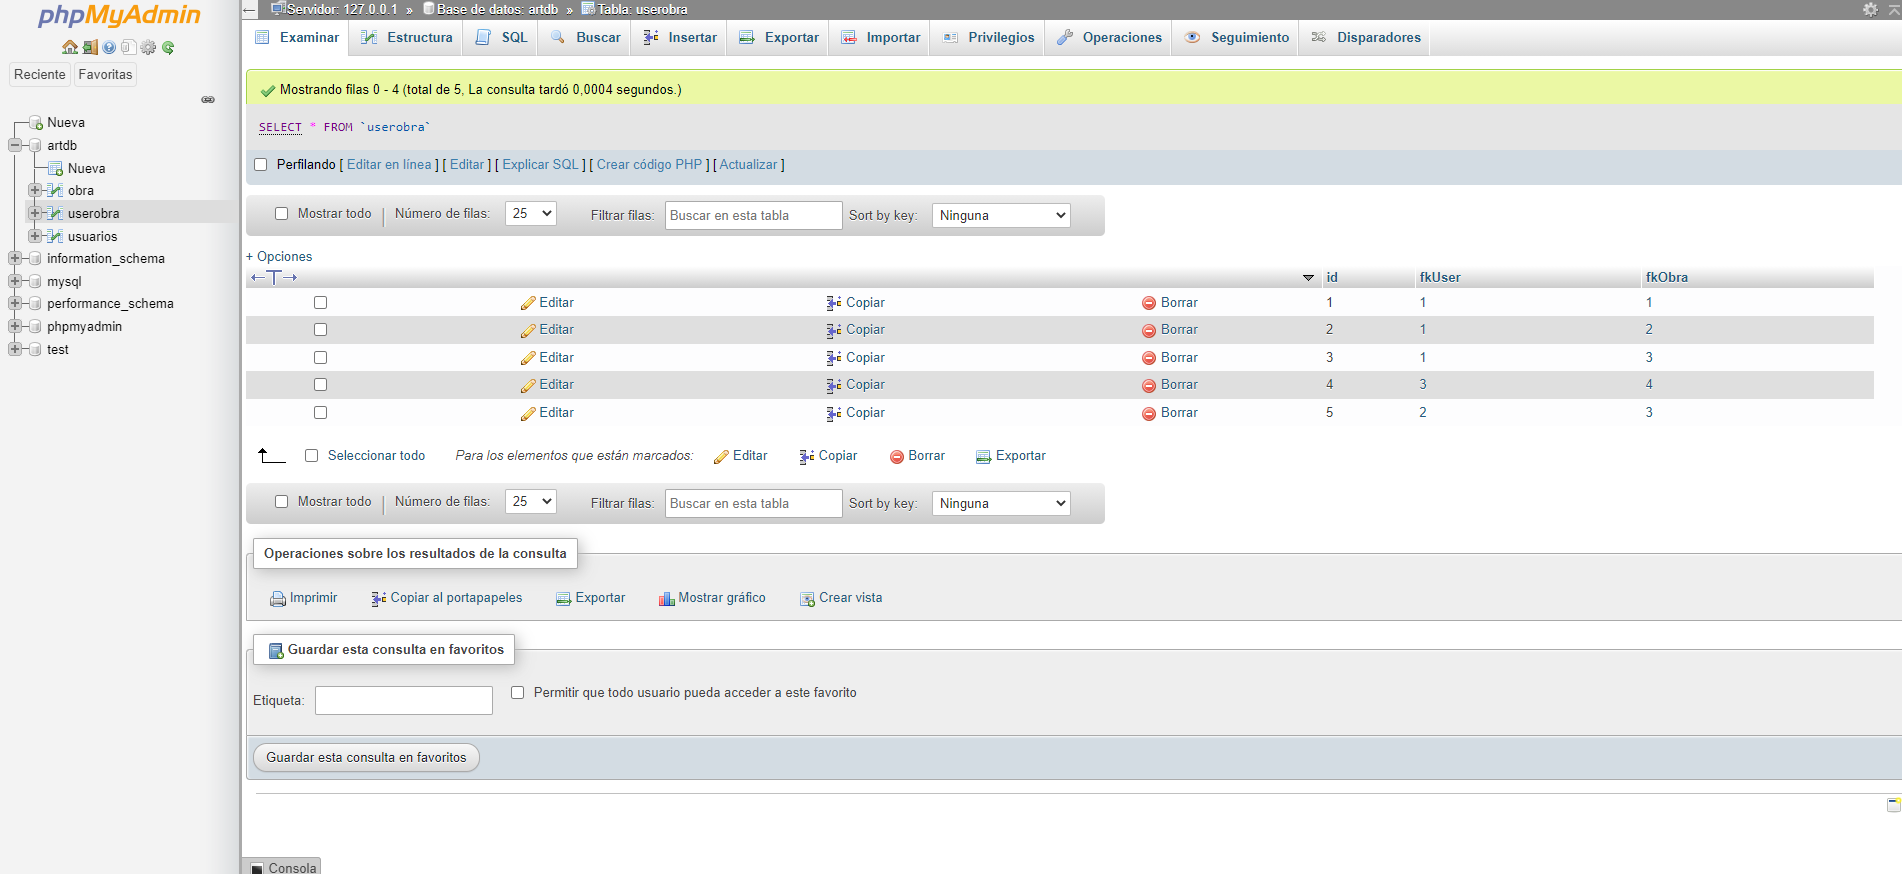 phpMyAdmin
Reciente Favoritas
Nueva
artdb
Nueva
obra
userobra
usuarios
information_schema
mysql
performance_schema
phpmyadmin
test
Servidor: 127.0.0.1 » Base de datos: artdb » Tabla: userobra
Examinar Estructura SQL Buscar Insertar Exportar Importar Privilegios Operaciones Seguimiento Disparadores
Mostrando filas 0 - 4 (total de 5, La consulta tardó 0,0004 segundos.)
SELECT * FROM `userobra`
Perfilando [ Editar en línea ] [ Editar ] [ Explicar SQL ] [ Crear código PHP ] [ Actualizar ]
Mostrar todo Número de filas: 25 Filtrar filas: Buscar en esta tabla Sort by key: Ninguna
+ Opciones
id fkUser fkObra
Editar Copiar Borrar 1 1 1
Editar Copiar Borrar 2 1 2
Editar Copiar Borrar 3 1 3
Editar Copiar Borrar 4 3 4
Editar Copiar Borrar 5 2 3
Seleccionar todo Para los elementos que están marcados: Editar Copiar Borrar Exportar
Mostrar todo Número de filas: 25 Filtrar filas: Buscar en esta tabla Sort by key: Ninguna
Operaciones sobre los resultados de la consulta
Imprimir Copiar al portapapeles Exportar Mostrar gráfico Crear vista
Guardar esta consulta en favoritos
Etiqueta: Permitir que todo usuario pueda acceder a este favorito
Guardar esta consulta en favoritos
Consola